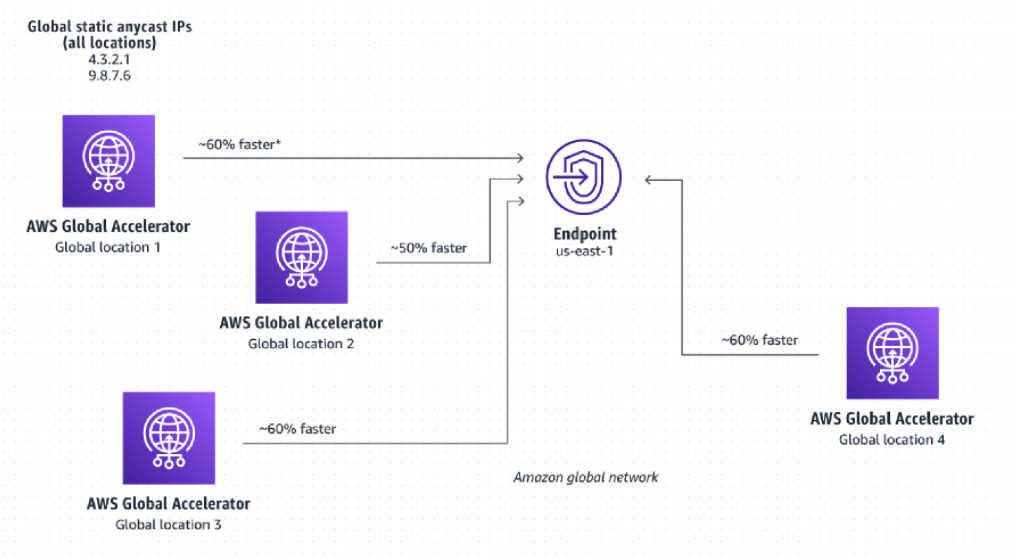 Global static anycast IPs
(all locations)
4.3.2.1
9.8.7.6
~60% faster*
AWS Global Accelerator
Global location 1
~50% faster
AWS Global Accelerator
Global location 2
Endpoint
us-east-1
~60% faster
AWS Global Accelerator
Global location 4
~60% faster
AWS Global Accelerator
Global location 3
Amazon global network